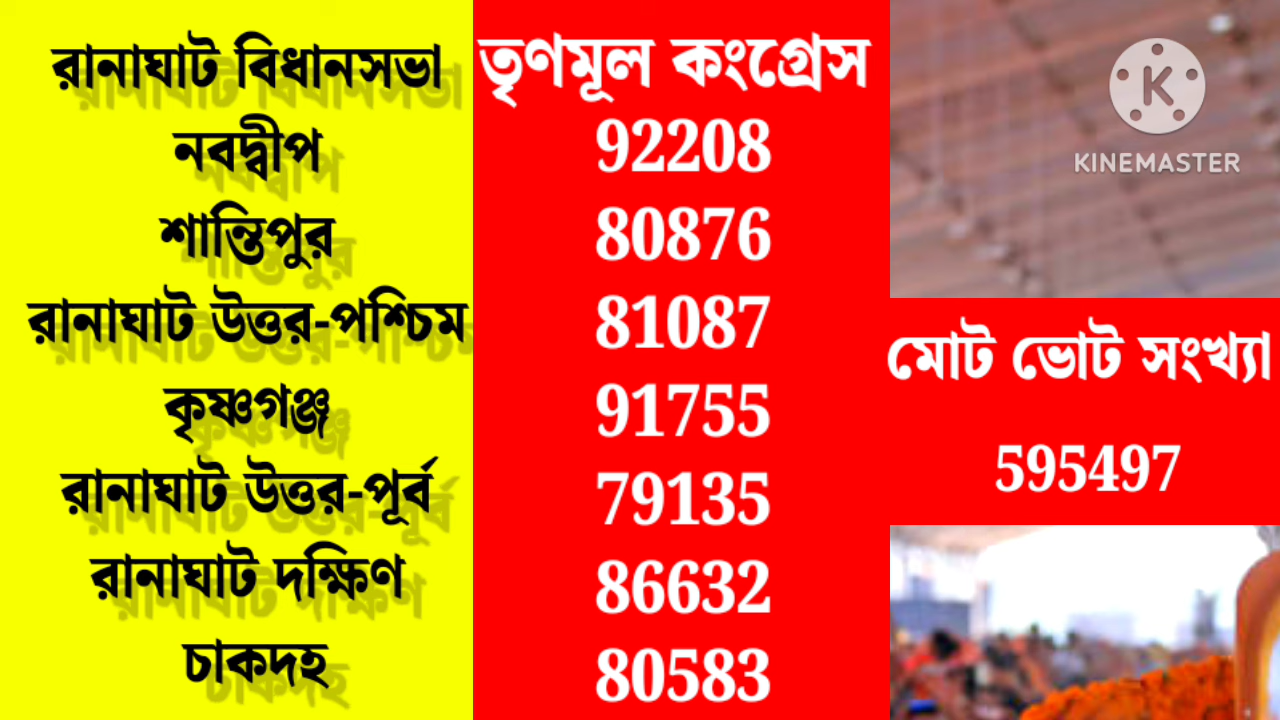 রানাঘাট বিধানসভা
নবদ্বীপ
শান্তিপুর
রানাঘাট উত্তর-পশ্চিম
কৃষ্ণগঞ্জ
রানাঘাট উত্তর-পূর্ব
রানাঘাট দক্ষিণ
চাকদহ
তৃণমূল কংগ্রেস
92208
80876
81087
91755
79135
86632
80583
K
KINEMASTER
মোট ভোট সংখ্যা
595497